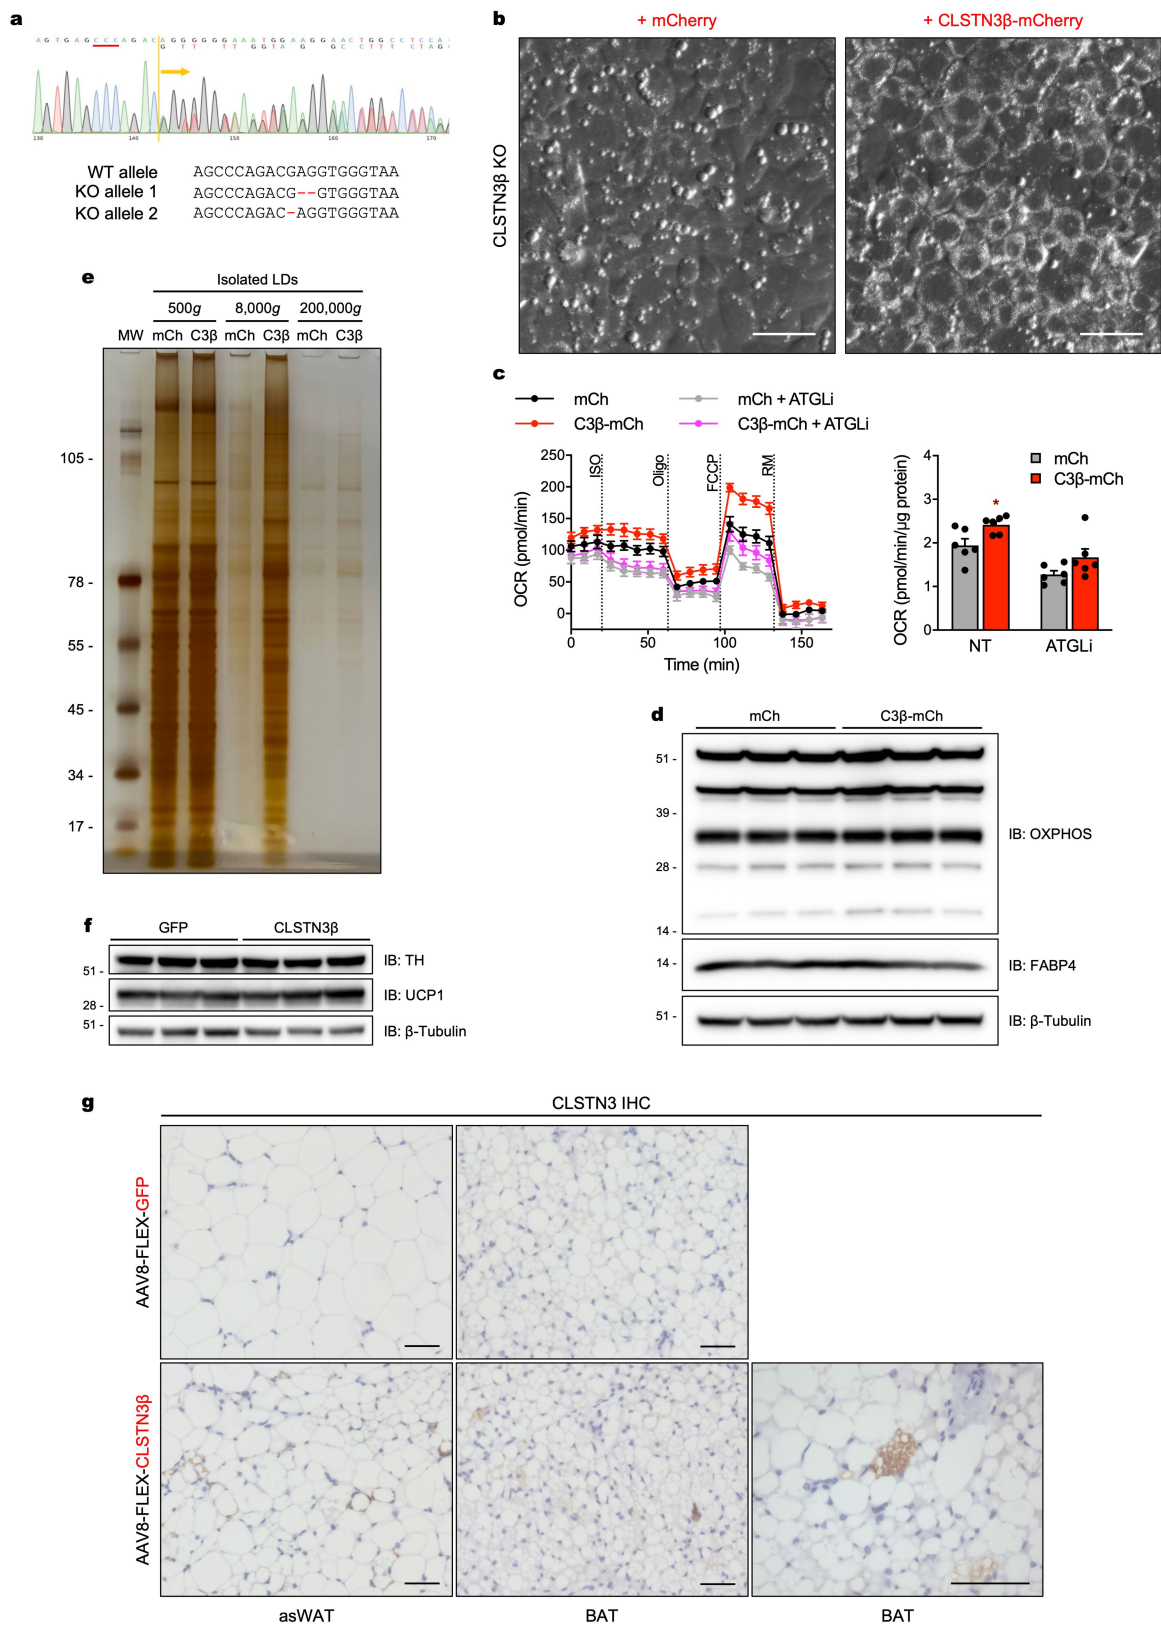 a
AGTGAGCCCAGACAGGGGGGAAATGGAAGGAACTGGCCTCCA
130 140 150 160 170
WT allele AGCCCAGACGAGGTGGGTAA
KO allele 1 AGCCCAGACG--GTGGGTAA
KO allele 2 AGCCCAGAC-AGGTGGGTAA
b
+ mCherry
+ CLSTN3β-mCherry
CLSTN3β KO
c
mCh
C3β-mCh
mCh + ATGLi
C3β-mCh + ATGLi
OCR (pmol/min)
250
200
150
100
50
0
ISO
Oligo
FCCP
RM
0 50 100 150
Time (min)
OCR (pmol/min/µg protein)
4
3
2
1
0
mCh
C3β-mCh
*
NT ATGLi
d
mCh C3β-mCh
51 -
39 -
28 -
14 -
IB: OXPHOS
14 -
IB: FABP4
51 -
IB: β-Tubulin
e
Isolated LDs
500g 8,000g 200,000g
MW mCh C3β mCh C3β mCh C3β
105 -
78 -
55 -
45 -
34 -
17 -
f
GFP CLSTN3β
51 -
IB: TH
28 -
IB: UCP1
51 -
IB: β-Tubulin
g
CLSTN3 IHC
AAV8-FLEX-GFP
AAV8-FLEX-CLSTN3β
asWAT BAT BAT